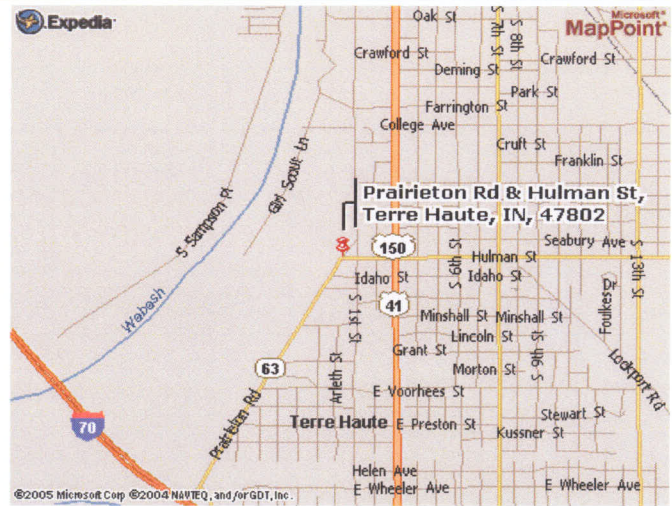 Expedia
Microsoft®
MapPoint®
Oak St
S 7th St
S 8th St
Crawford St
Crawford St
Deming St
Park St
Farrington St
College Ave
Cruft St
Franklin St
Girl Scout Ln
S Sampson Pl
Prairieton Rd & Hulman St,
Terre Haute, IN, 47802
150
S 6th St
Seabury Ave
S 13th St
Hulman St
Idaho St
Idaho St
Wabash
41
S 1st St
Minshall St
Minshall St
Foulkes Dr
Lincoln St
S 9th St
Grant St
Lockport Rd
63
Arleth St
Morton St
E Voorhees St
Prairieton Rd
Stewart St
70
Terre Haute
E Preston St
Kussner St
Helen Ave
E Wheeler Ave
E Wheeler Ave
©2005 Microsoft Corp ©2004 NAVTEQ, and/or GDT, Inc.